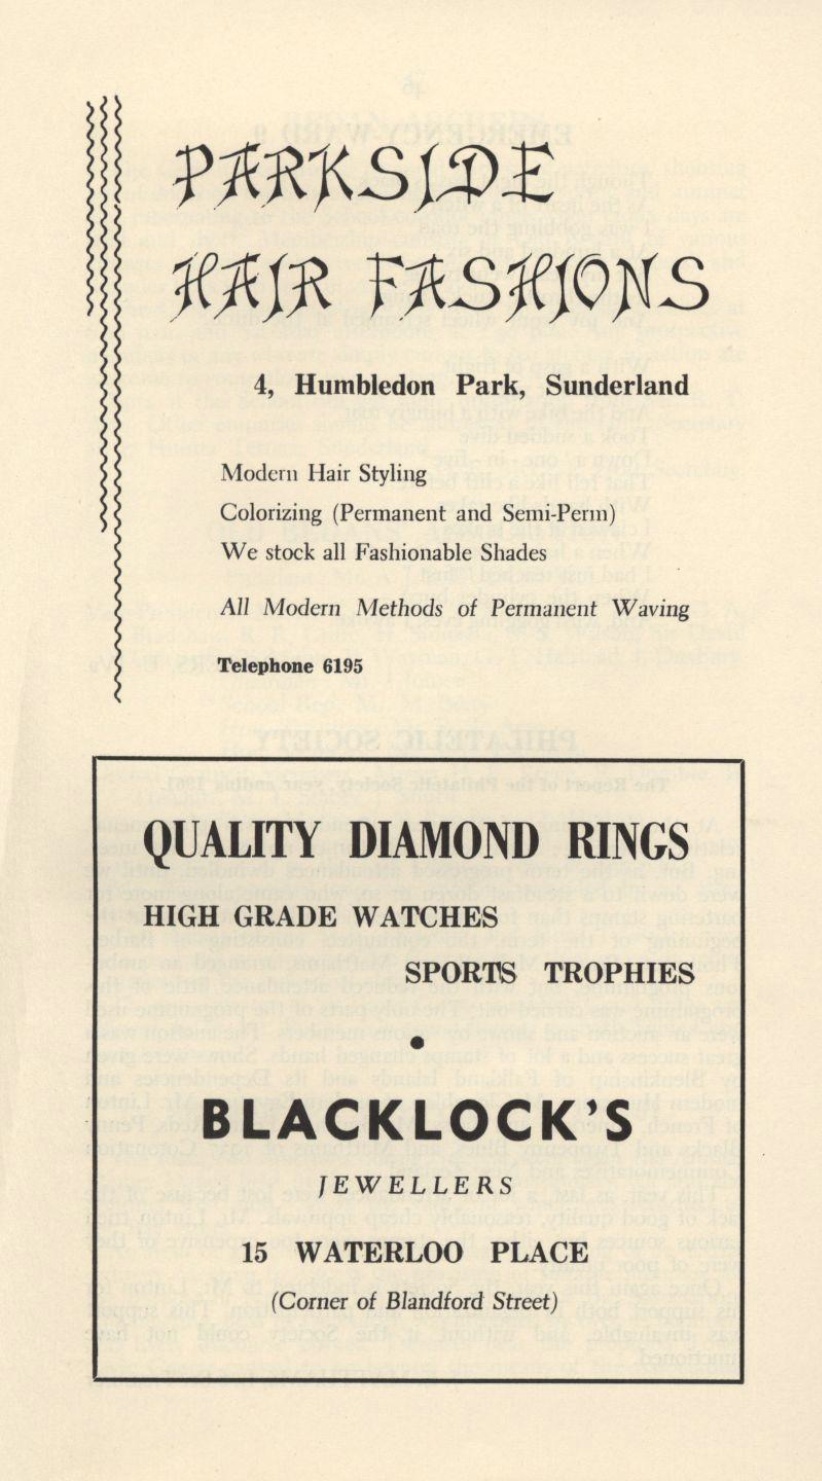 PARKSIDE
HAIR FASHIONS
4, Humbledon Park, Sunderland
Modern Hair Styling
Colorizing (Permanent and Semi-Perm)
We stock all Fashionable Shades
All Modern Methods of Permanent Waving
Telephone 6195
QUALITY DIAMOND RINGS
HIGH GRADE WATCHES
SPORTS TROPHIES
BLACKLOCK'S
JEWELLERS
15 WATERLOO PLACE
(Corner of Blandford Street)